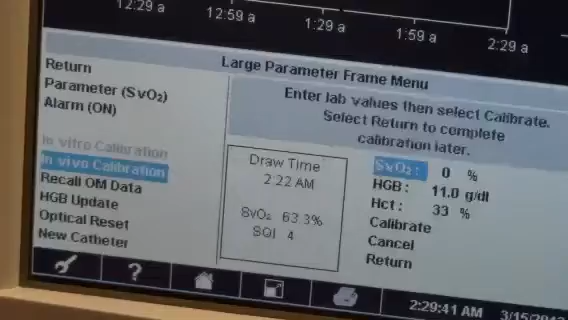 12:29 a
12:59 a
1:29 a
1:59 a
2:29 a
Large Parameter Frame Menu
Return
Parameter (SvO₂)
Alarm (ON)
In vitro Calibration
In vivo Calibration
Recall OM Data
HGB Update
Optical Reset
New Catheter
Enter lab values then select Calibrate.
Select Return to complete
calibration later.
Draw Time
2:22 AM
SvO₂ 63.3%
SQI 4
SvO₂: 0 %
HGB: 11.0 g/dl
Hct: 33 %
Calibrate
Cancel
Return
?
2:29:41 AM